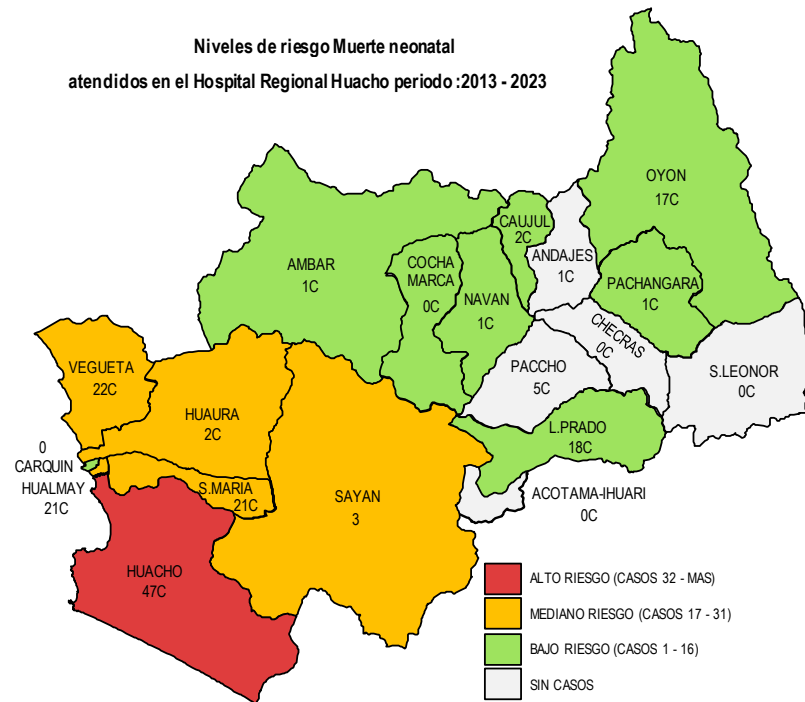 Niveles de riesgo Muerte neonatal
atendidos en el Hospital Regional Huacho periodo :2013 - 2023
OYON
17C
CAUJUL
2C
ANDAJES
1C
AMBAR
1C
COCHA
MARCA
0C
NAVAN
1C
PACHANGARA
1C
CHECRAS
0C
VEGUETA
22C
PACCHO
5C
S.LEONOR
0C
HUAURA
2C
L.PRADO
18C
0
CARQUIN
HUALMAY
21C
S.MARIA
21C
SAYAN
3
ACOTAMA-IHUARI
0C
HUACHO
47C
ALTO RIESGO (CASOS 32 - MAS)
MEDIANO RIESGO (CASOS 17 - 31)
BAJO RIESGO (CASOS 1 - 16)
SIN CASOS